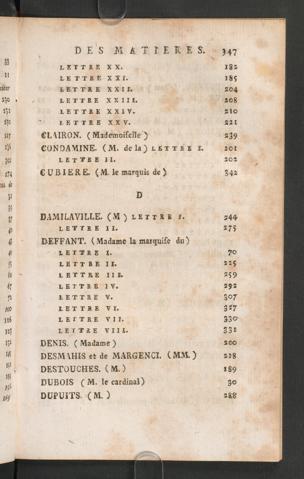 DES MATIERES. 347
LETTRE XX. 182
LETTRE XXI. 185
LETTRE XXII. 204
LETTRE XXIII. 208
LETTRE XXIV. 210
LETTRE XXV. 221
CLAIRON. (Mademoiselle) 239
CONDAMINE. (M. de la) LETTRE I. 201
LETTRE II. 202
CUBIERE. (M. le marquis de) 342
D
DAMILAVILLE. (M) LETTRE I. 244
LETTRE II. 275
DEFFANT. (Madame la marquise du)
LETTRE I. 70
LETTRE II. 225
LETTRE III. 259
LETTRE IV. 292
LETTRE V. 307
LETTRE VI. 327
LETTRE VII. 330
LETTRE VIII. 331
DENIS. (Madame) 200
DESMAHIS et de MARGENCI. (MM.) 218
DESTOUCHES. (M.) 189
DUBOIS (M. le cardinal) 30
DUPUITS. (M.) 288